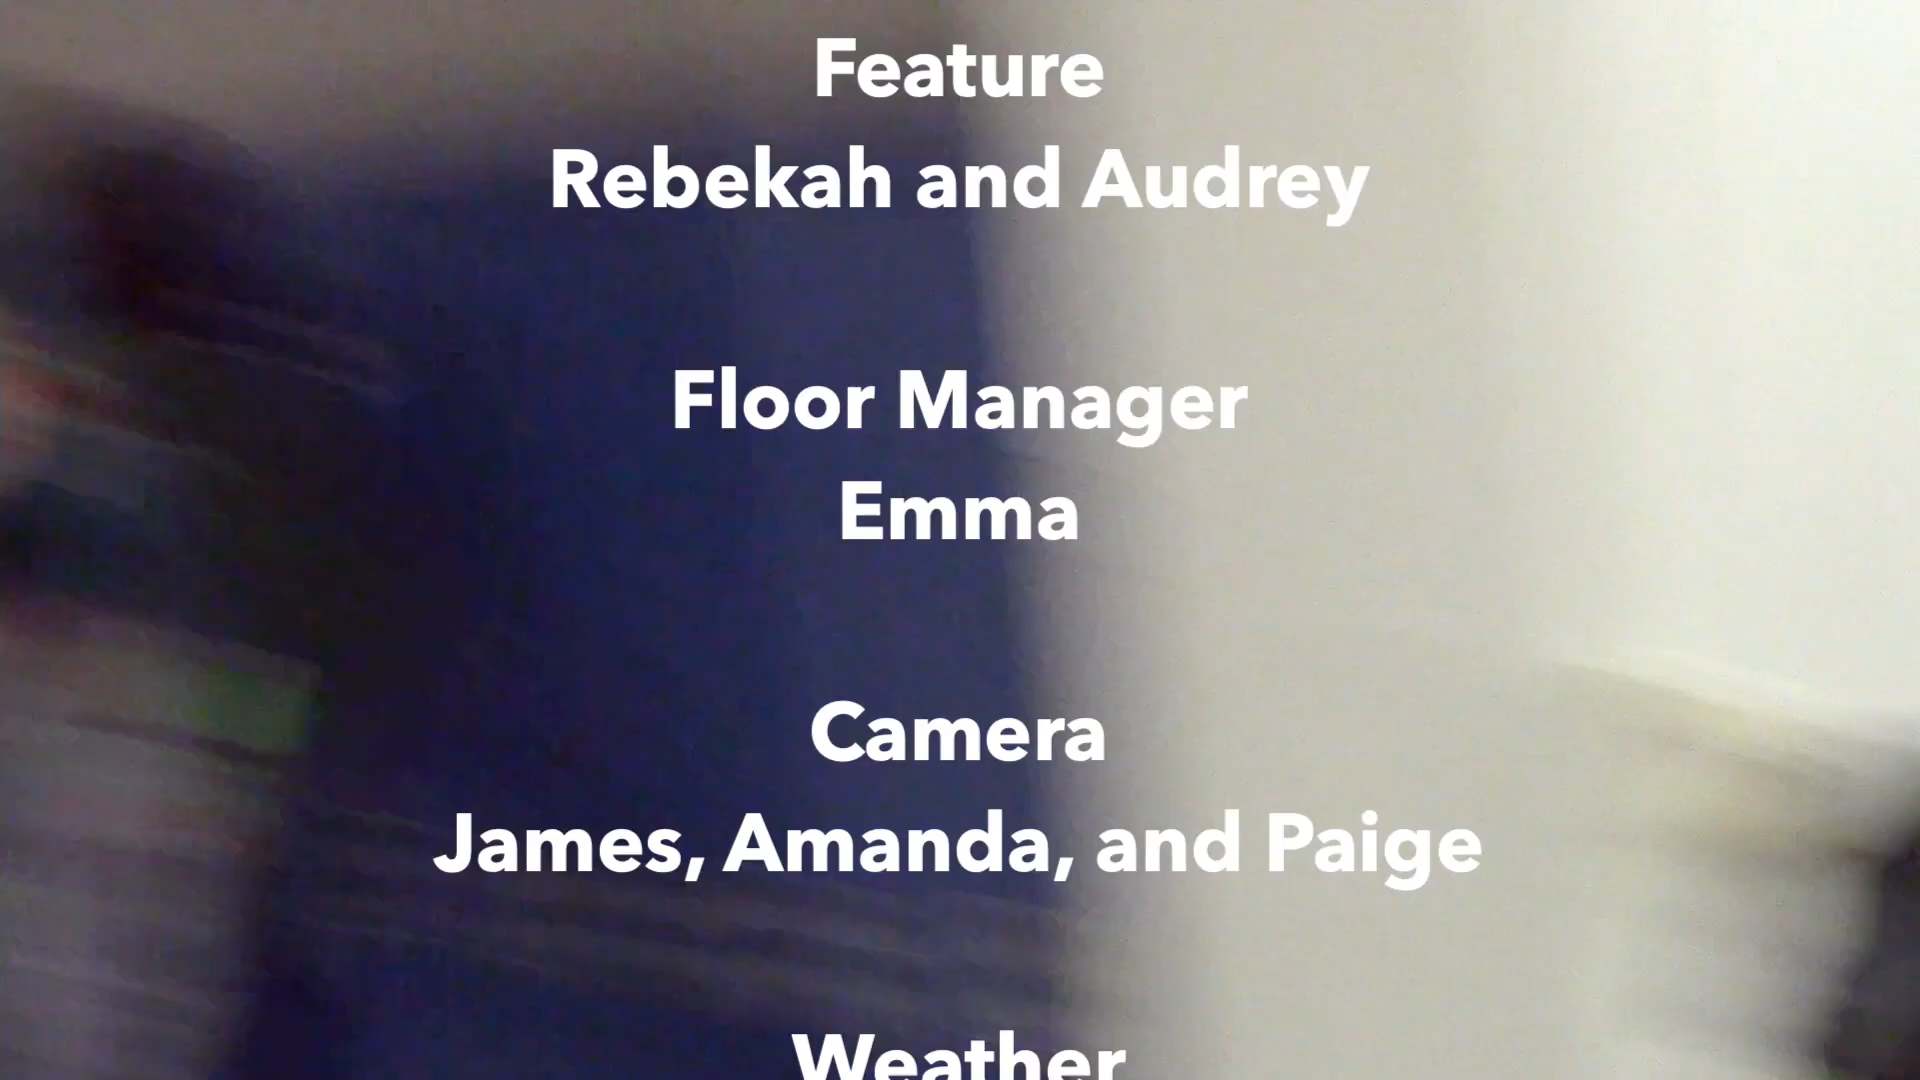 Feature
Rebekah and Audrey
Floor Manager
Emma
Camera
James, Amanda, and Paige
Weather